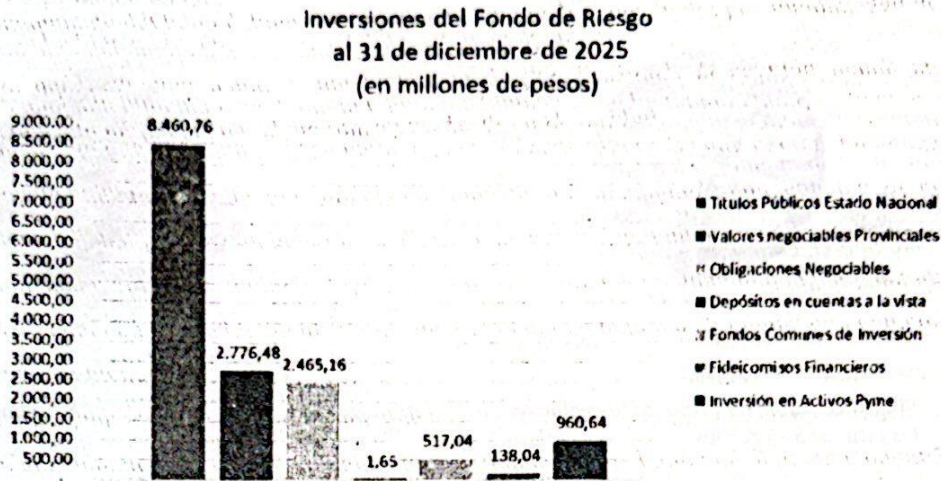 Inversiones del Fondo de Riesgo
al 31 de diciembre de 2025
(en millones de pesos)
9.000,00
8.500,00
8.000,00
7.500,00
7.000,00
6.500,00
6.000,00
5.500,00
5.000,00
4.500,00
4.000,00
3.500,00
3.000,00
2.500,00
2.000,00
1.500,00
1.000,00
500,00
8.460,76
2.776,48
2.465,16
1,65
517,04
138,04
960,64
Títulos Públicos Estado Nacional
Valores negociables Provinciales
Obligaciones Negociables
Depósitos en cuentas a la vista
Fondos Comunes de Inversión
Fideicomisos Financieros
Inversión en Activos Pyme